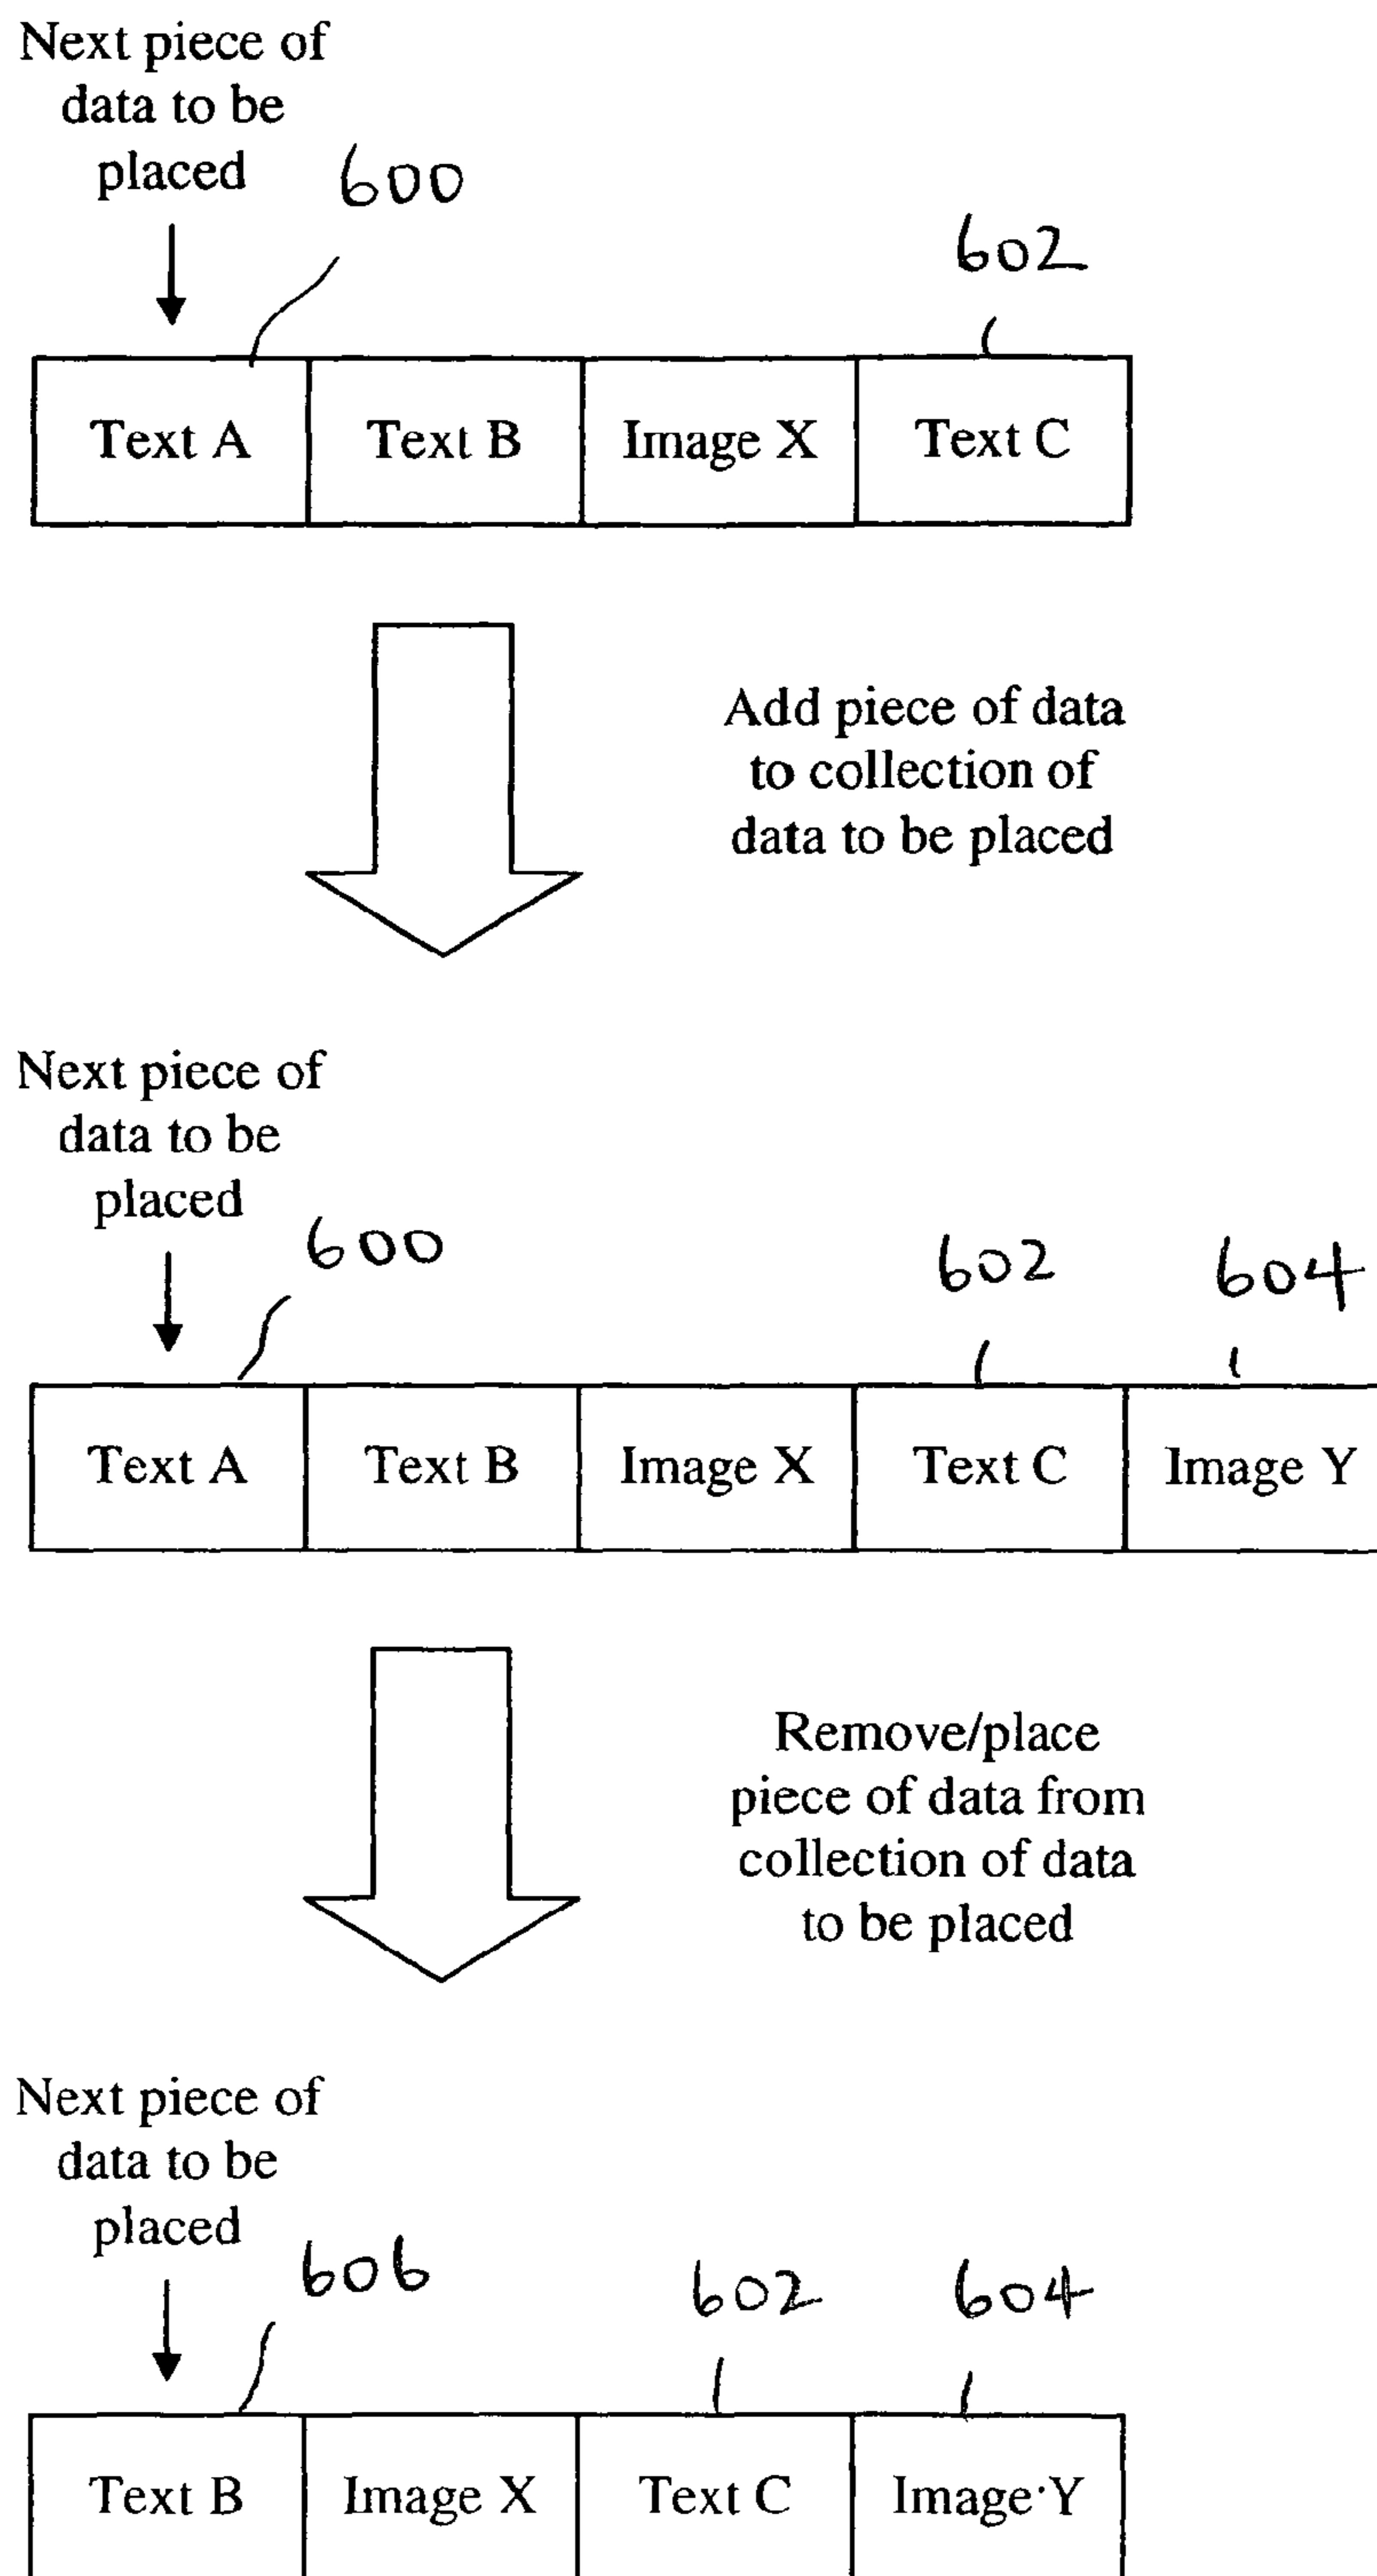 Next piece of
data to be
placed
600
602
Text A Text B Image X Text C
Add piece of data
to collection of
data to be placed
Next piece of
data to be
placed
600
602
604
Text A Text B Image X Text C Image Y
Remove/place
piece of data from
collection of data
to be placed
Next piece of
data to be
placed
606
602
604
Text B Image X Text C Image Y